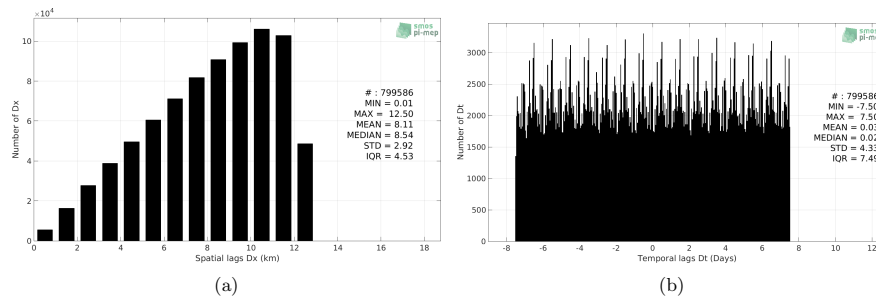 ×10⁴
smos
pi-mep
10
8
6
4
2
0
Number of Dx
# : 799586
MIN = 0.01
MAX = 12.50
MEAN = 8.11
MEDIAN = 8.54
STD = 2.92
IQR = 4.53
0 2 4 6 8 10 12 14 16 18
Spatial lags Dx (km)
(a)
smos
pi-mep
3000
2500
2000
1500
1000
500
0
Number of Dt
# : 799586
MIN = -7.50
MAX = 7.50
MEAN = 0.03
MEDIAN = 0.02
STD = 4.33
IQR = 7.49
-8 -6 -4 -2 0 2 4 6 8 10 12
Temporal lags Dt (Days)
(b)